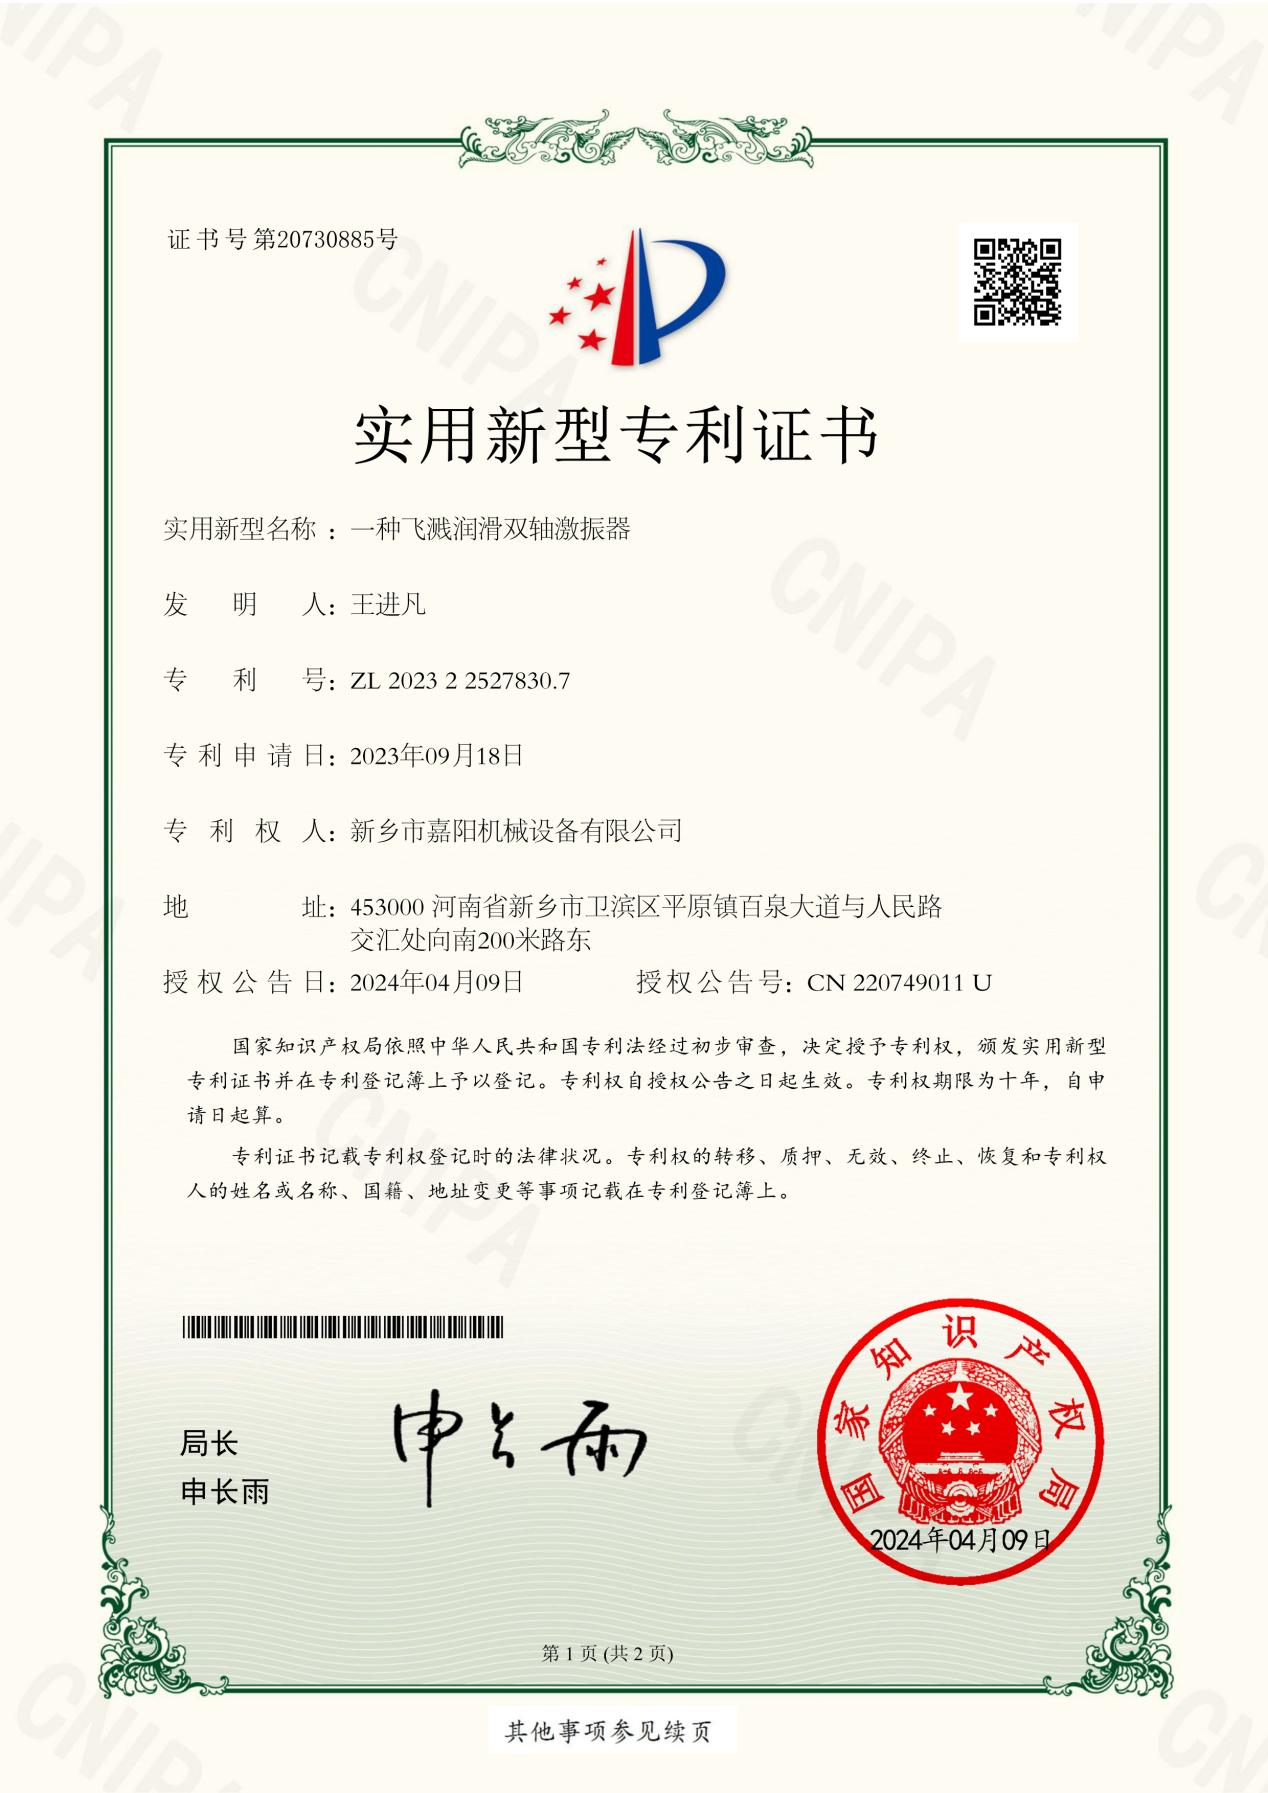 证书号第20730885号
实用新型专利证书
实用新型名称：一种飞溅润滑双轴激振器
发明人：王进凡
专利号：ZL 2023 2 2527830.7
专利申请日：2023年09月18日
专利权人：新乡市嘉阳机械设备有限公司
地址：453000 河南省新乡市卫滨区平原镇百泉大道与人民路
交汇处向南200米路东
授权公告日：2024年04月09日 授权公告号：CN 220749011 U
国家知识产权局依照中华人民共和国专利法经过初步审查，决定授予专利权，颁发实用新型
专利证书并在专利登记簿上予以登记。专利权自授权公告之日起生效。专利权期限为十年，自申
请日起算。
专利证书记载专利权登记时的法律状况。专利权的转移、质押、无效、终止、恢复和专利权
人的姓名或名称、国籍、地址变更等事项记载在专利登记簿上。
局长
申长雨
申长雨
国家知识产权局
2024年04月09日
第 1 页 (共 2 页)
其他事项参见续页
CNIPA